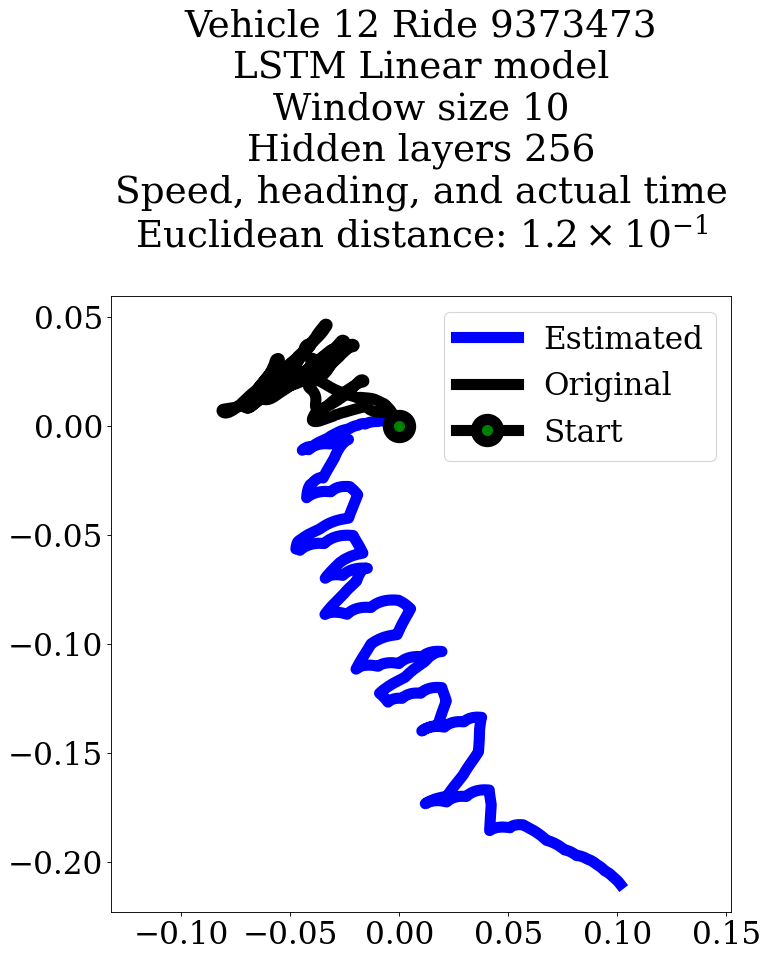 Vehicle 12 Ride 9373473
LSTM Linear model
Window size 10
Hidden layers 256
Speed, heading, and actual time
Euclidean distance: 1.2 × 10⁻¹
Estimated
Original
Start
0.05
0.00
−0.05
−0.10
−0.15
−0.20
−0.10 −0.05 0.00 0.05 0.10 0.15